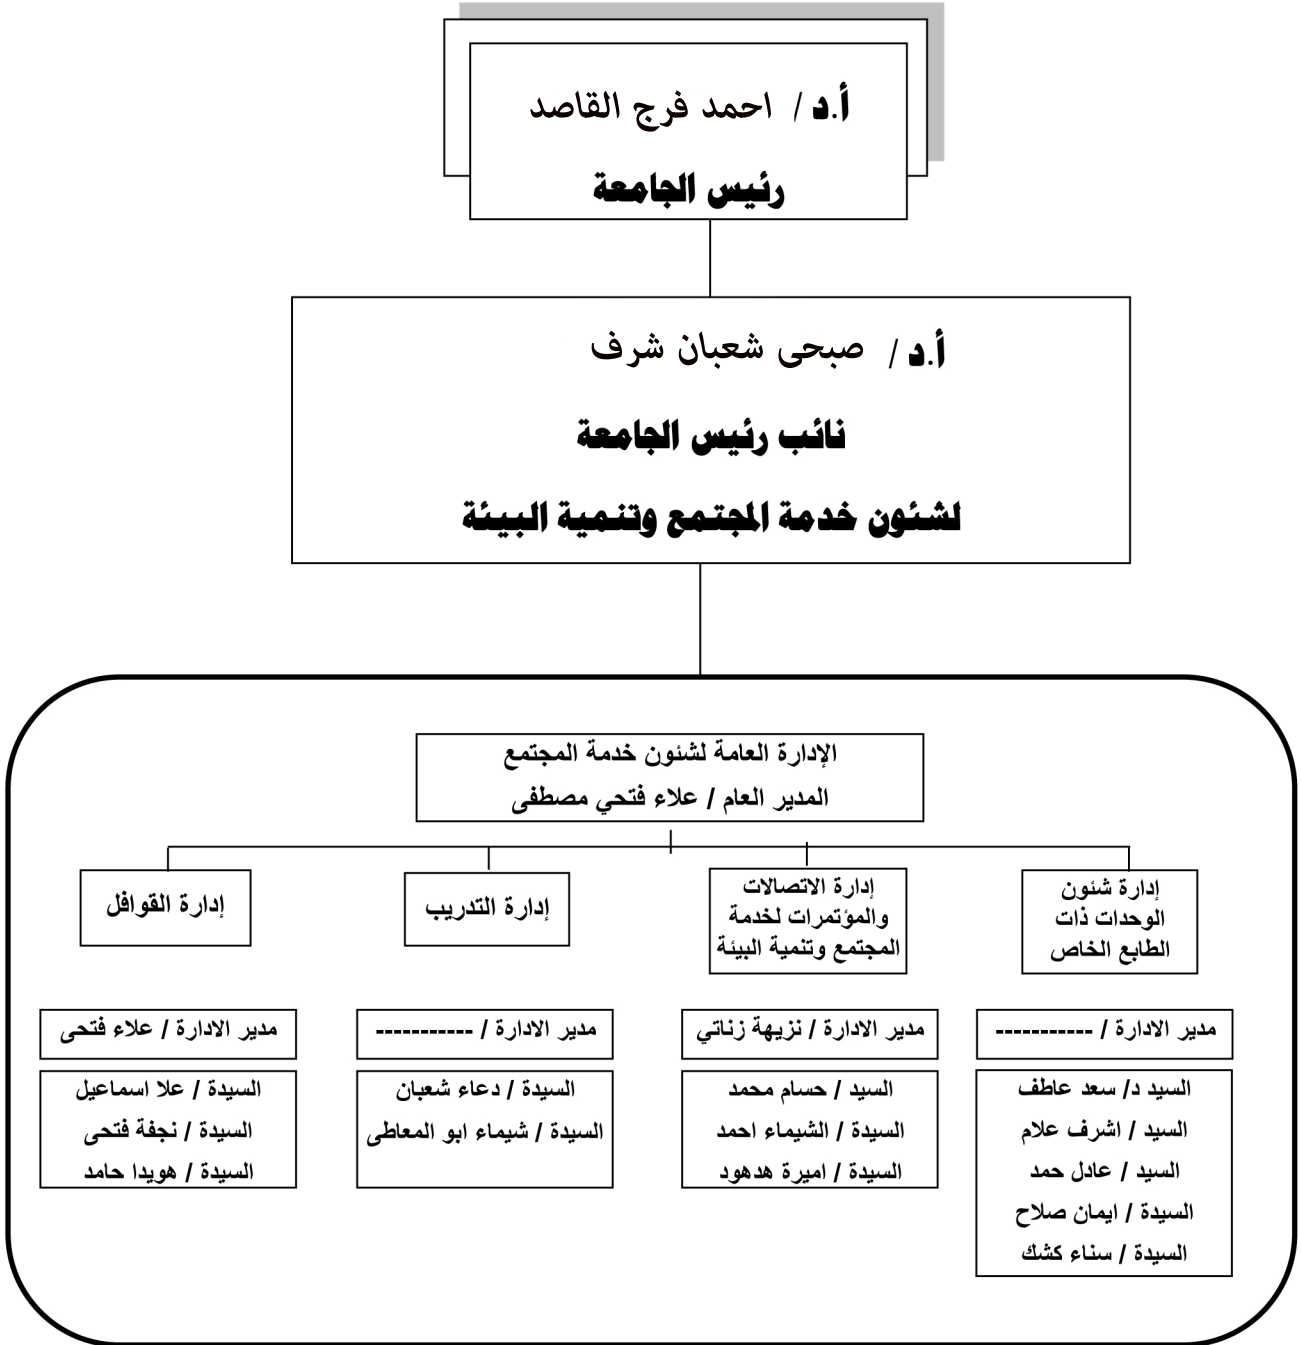 أ.د / احمد فرج القاصد
رئيس الجامعة
أ.د / صبحى شعبان شرف
نائب رئيس الجامعة
لشئون خدمة المجتمع وتنمية البيئة
الإدارة العامة لشئون خدمة المجتمع
المدير العام / علاء فتحي مصطفى
إدارة شئون
الوحدات ذات
الطابع الخاص
إدارة الاتصالات
والمؤتمرات لخدمة
المجتمع وتنمية البيئة
إدارة التدريب
إدارة القوافل
مدير الادارة / -----------
السيد د/ سعد عاطف
السيد / اشرف علام
السيد / عادل حمد
السيدة / ايمان صلاح
السيدة / سناء كشك
مدير الادارة / نزيهة زناتي
السيد / حسام محمد
السيدة / الشيماء احمد
السيدة / اميرة هدهود
مدير الادارة / -----------
السيدة / دعاء شعبان
السيدة / شيماء ابو المعاطى
مدير الادارة / علاء فتحى
السيدة / علا اسماعيل
السيدة / نجفة فتحى
السيدة / هويدا حامد